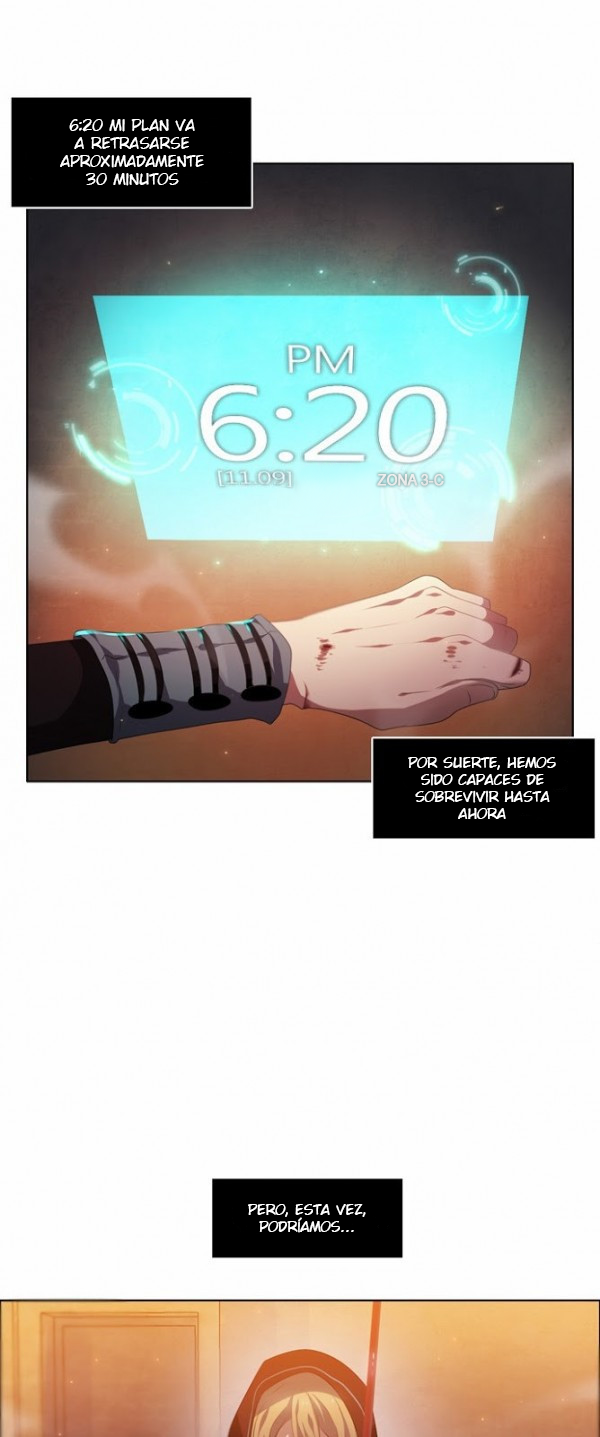 6:20 MI PLAN VA
A RETRASARSE
APROXIMADAMENTE
30 MINUTOS
PM
6:20
[11.09] ZONA 3-C
POR SUERTE, HEMOS
SIDO CAPACES DE
SOBREVIVIR HASTA
AHORA
PERO, ESTA VEZ,
PODRÍAMOS...